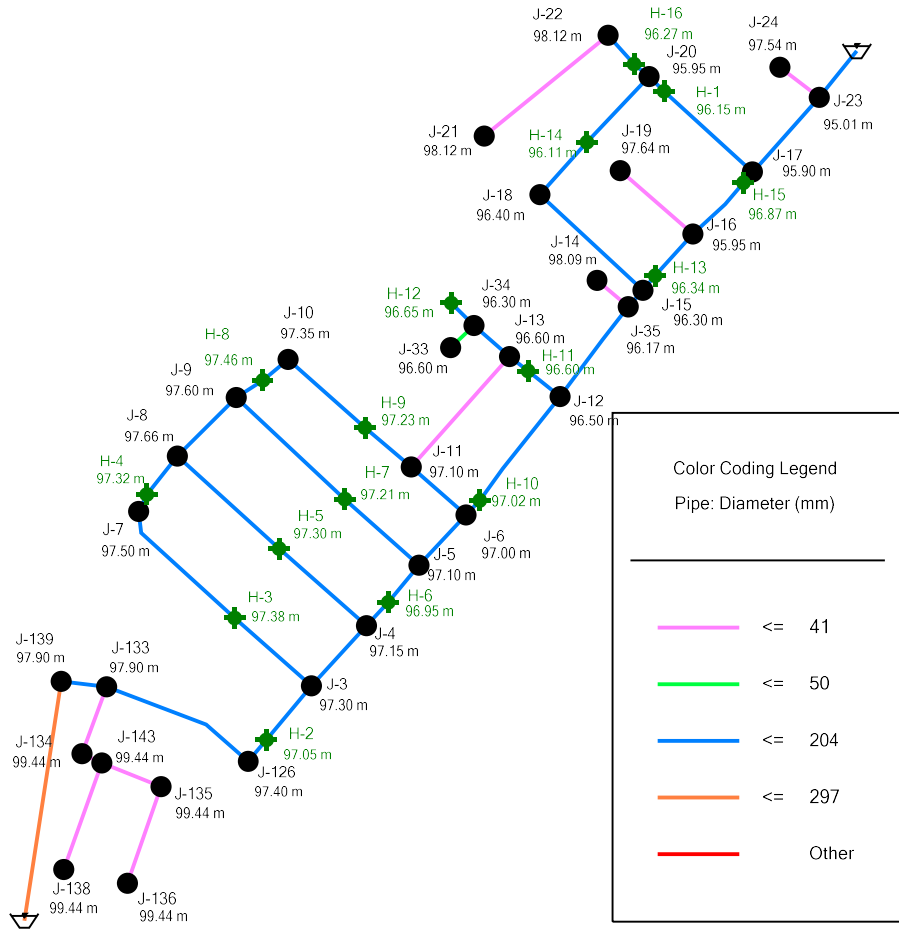 J-22
98.12 m
H-16
96.27 m
J-24
97.54 m
J-20
95.95 m
H-1
96.15 m
J-23
95.01 m
J-21
98.12 m
H-14
96.11 m
J-19
97.64 m
J-17
95.90 m
J-18
96.40 m
H-15
96.87 m
J-16
95.95 m
J-14
98.09 m
H-13
96.34 m
J-15
96.30 m
J-35
96.17 m
H-12
96.65 m
J-34
96.30 m
J-10
97.35 m
J-13
96.60 m
H-8
97.46 m
J-33
96.60 m
H-11
96.60 m
J-9
97.60 m
J-12
96.50 m
H-9
97.23 m
J-8
97.66 m
J-11
97.10 m
H-4
97.32 m
H-7
97.21 m
H-10
97.02 m
J-7
97.50 m
H-5
97.30 m
J-6
97.00 m
J-5
97.10 m
H-3
97.38 m
H-6
96.95 m
J-4
97.15 m
J-139
97.90 m
J-133
97.90 m
J-3
97.30 m
H-2
97.05 m
J-134
99.44 m
J-143
99.44 m
J-126
97.40 m
J-135
99.44 m
J-138
99.44 m
J-136
99.44 m
Color Coding Legend
Pipe: Diameter (mm)
<= 41
<= 50
<= 204
<= 297
Other